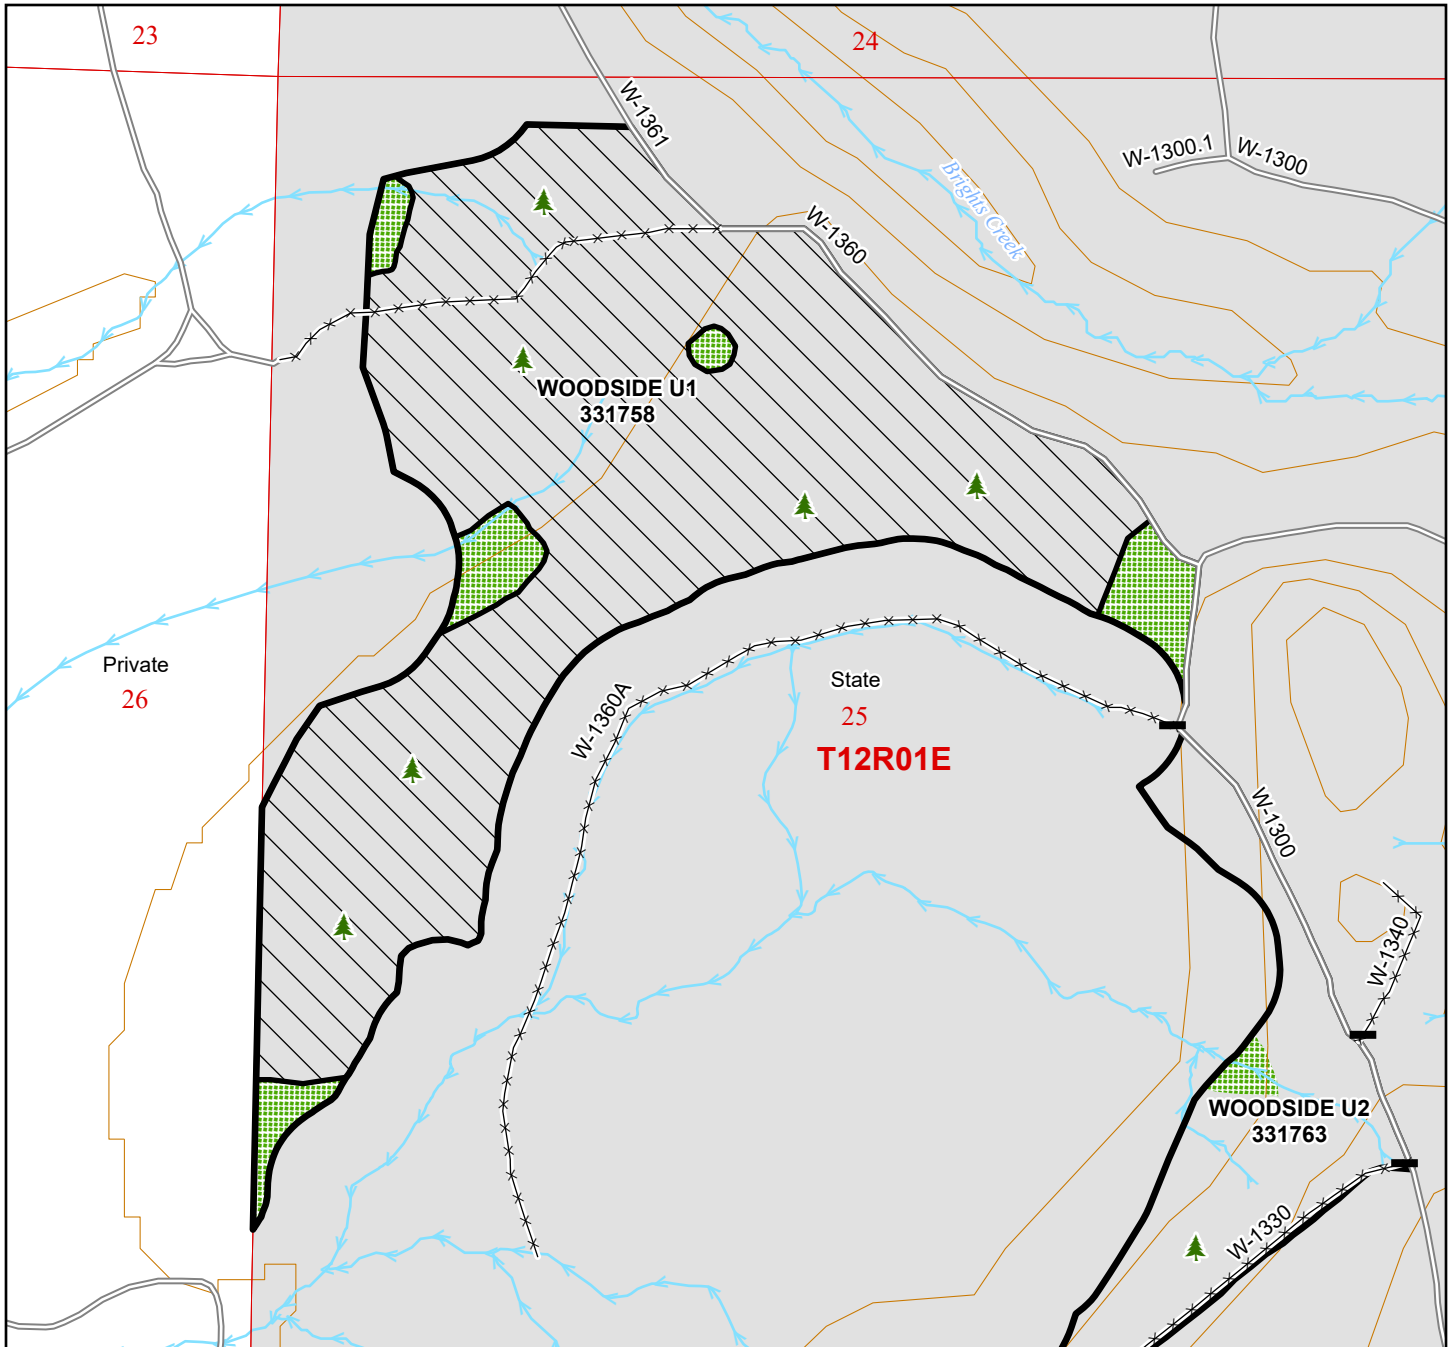 23
24
W-1361
W-1300.1
W-1300
Brights Creek
W-1360
WOODSIDE U1
331758
Private
26
State
25
T12R01E
W-1360A
W-1300
W-1340
WOODSIDE U2
331763
W-1330